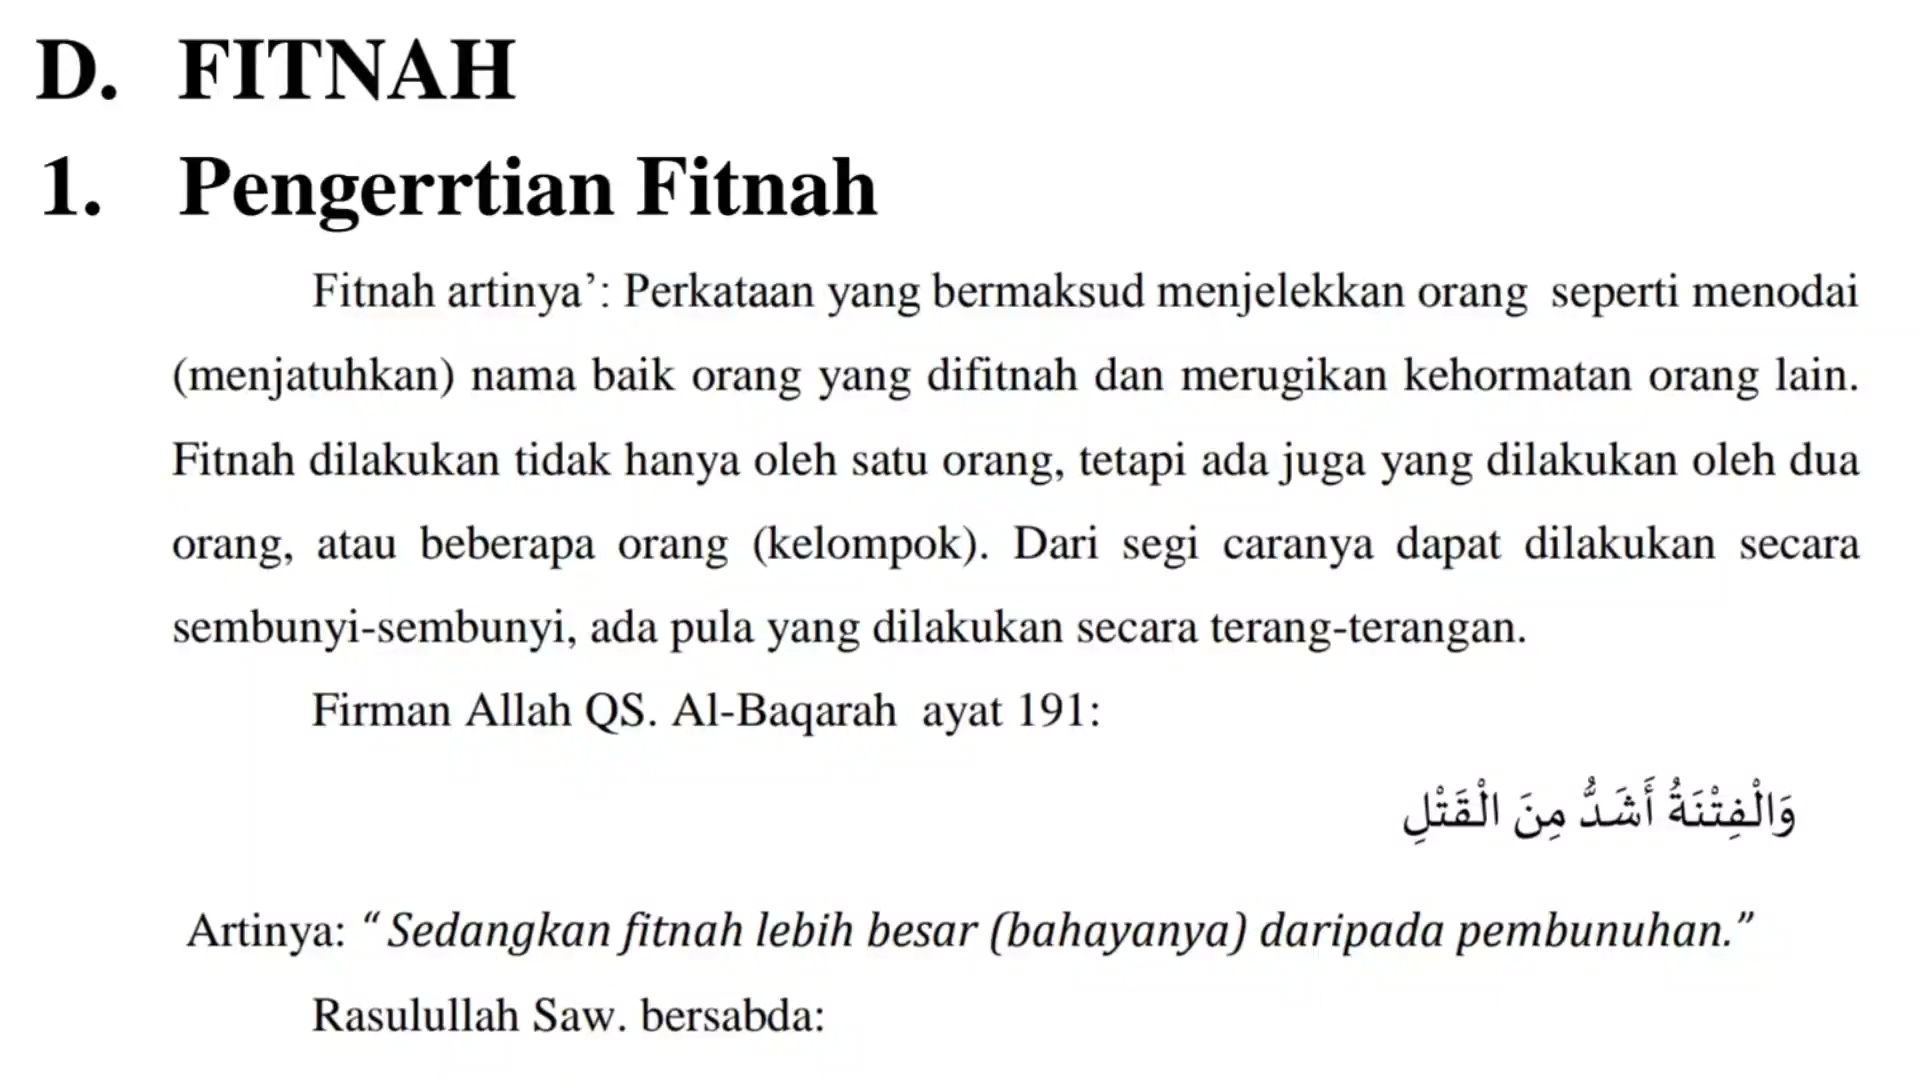 D. FITNAH
1. Pengerrtian Fitnah
Fitnah artinya’: Perkataan yang bermaksud menjelekkan orang seperti menodai
(menjatuhkan) nama baik orang yang difitnah dan merugikan kehormatan orang lain.
Fitnah dilakukan tidak hanya oleh satu orang, tetapi ada juga yang dilakukan oleh dua
orang, atau beberapa orang (kelompok). Dari segi caranya dapat dilakukan secara
sembunyi-sembunyi, ada pula yang dilakukan secara terang-terangan.
Firman Allah QS. Al-Baqarah ayat 191:
وَالْفِتْنَةُ أَشَدُّ مِنَ الْقَتْلِ
Artinya: “ Sedangkan fitnah lebih besar (bahayanya) daripada pembunuhan.”
Rasulullah Saw. bersabda: